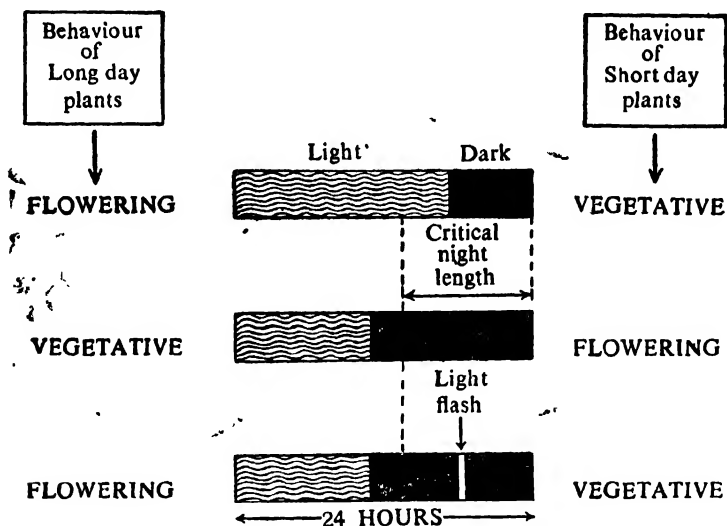 Behaviour
of
Long day
plants
Behaviour
of
Short day
plants
Light
Dark
FLOWERING
VEGETATIVE
Critical
night
length
VEGETATIVE
FLOWERING
Light
flash
FLOWERING
VEGETATIVE
24 HOURS